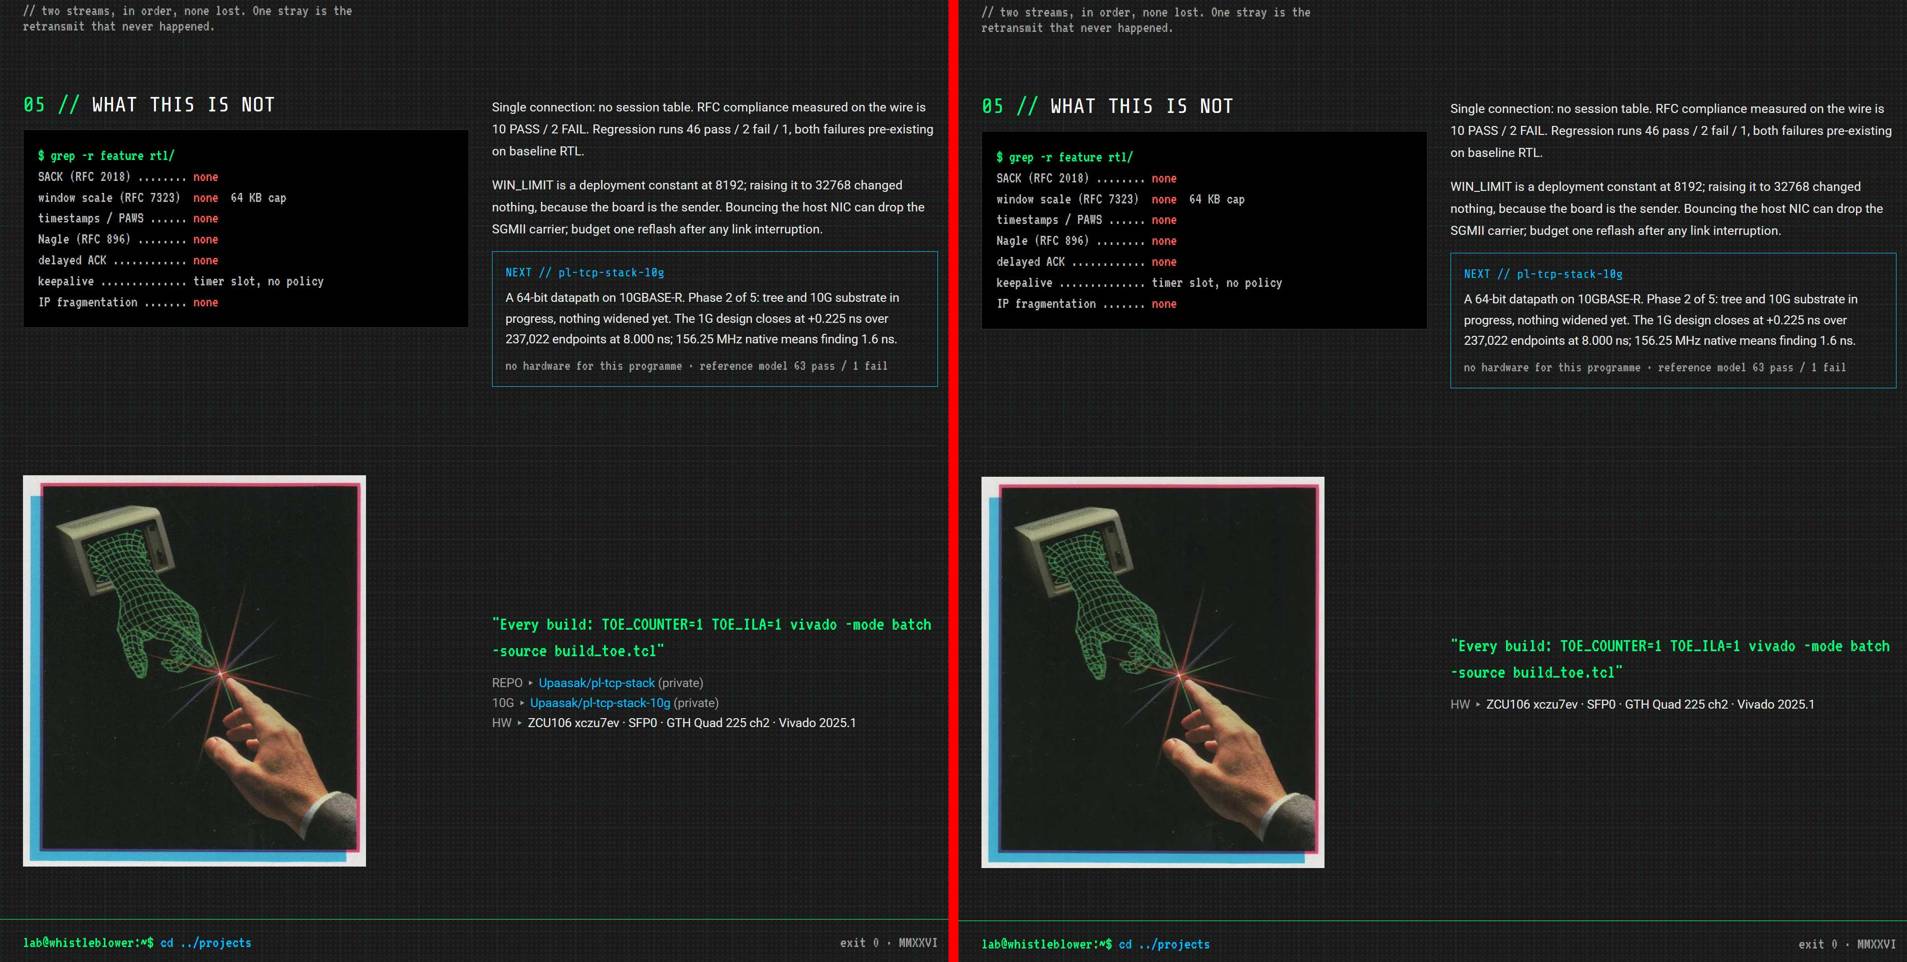 // two streams, in order, none lost. One stray is the
retransmit that never happened.
05 // WHAT THIS IS NOT
$ grep -r feature rtl/
SACK (RFC 2018) ........ none
window scale (RFC 7323)  none  64 KB cap
timestamps / PAWS ...... none
Nagle (RFC 896) ........ none
delayed ACK ............ none
keepalive .............. timer slot, no policy
IP fragmentation ....... none
Single connection: no session table. RFC compliance measured on the wire is
10 PASS / 2 FAIL. Regression runs 46 pass / 2 fail / 1, both failures pre-existing
on baseline RTL.
WIN_LIMIT is a deployment constant at 8192; raising it to 32768 changed
nothing, because the board is the sender. Bouncing the host NIC can drop the
SGMII carrier; budget one reflash after any link interruption.
NEXT // pl-tcp-stack-10g
A 64-bit datapath on 10GBASE-R. Phase 2 of 5: tree and 10G substrate in
progress, nothing widened yet. The 1G design closes at +0.225 ns over
237,022 endpoints at 8.000 ns; 156.25 MHz native means finding 1.6 ns.
no hardware for this programme · reference model 63 pass / 1 fail
"Every build: TOE_COUNTER=1 TOE_ILA=1 vivado -mode batch
-source build_toe.tcl"
REPO ▸ Upaasak/pl-tcp-stack (private)
10G ▸ Upaasak/pl-tcp-stack-10g (private)
HW ▸ ZCU106 xczu7ev · SFP0 · GTH Quad 225 ch2 · Vivado 2025.1
lab@whistleblower:~$ cd ../projects
exit 0 · MMXXVI
// two streams, in order, none lost. One stray is the
retransmit that never happened.
05 // WHAT THIS IS NOT
$ grep -r feature rtl/
SACK (RFC 2018) ........ none
window scale (RFC 7323)  none  64 KB cap
timestamps / PAWS ...... none
Nagle (RFC 896) ........ none
delayed ACK ............ none
keepalive .............. timer slot, no policy
IP fragmentation ....... none
Single connection: no session table. RFC compliance measured on the wire is
10 PASS / 2 FAIL. Regression runs 46 pass / 2 fail / 1, both failures pre-existing
on baseline RTL.
WIN_LIMIT is a deployment constant at 8192; raising it to 32768 changed
nothing, because the board is the sender. Bouncing the host NIC can drop the
SGMII carrier; budget one reflash after any link interruption.
NEXT // pl-tcp-stack-10g
A 64-bit datapath on 10GBASE-R. Phase 2 of 5: tree and 10G substrate in
progress, nothing widened yet. The 1G design closes at +0.225 ns over
237,022 endpoints at 8.000 ns; 156.25 MHz native means finding 1.6 ns.
no hardware for this programme · reference model 63 pass / 1 fail
"Every build: TOE_COUNTER=1 TOE_ILA=1 vivado -mode batch
-source build_toe.tcl"
HW ▸ ZCU106 xczu7ev · SFP0 · GTH Quad 225 ch2 · Vivado 2025.1
lab@whistleblower:~$ cd ../projects
exit 0 · MMXXVI